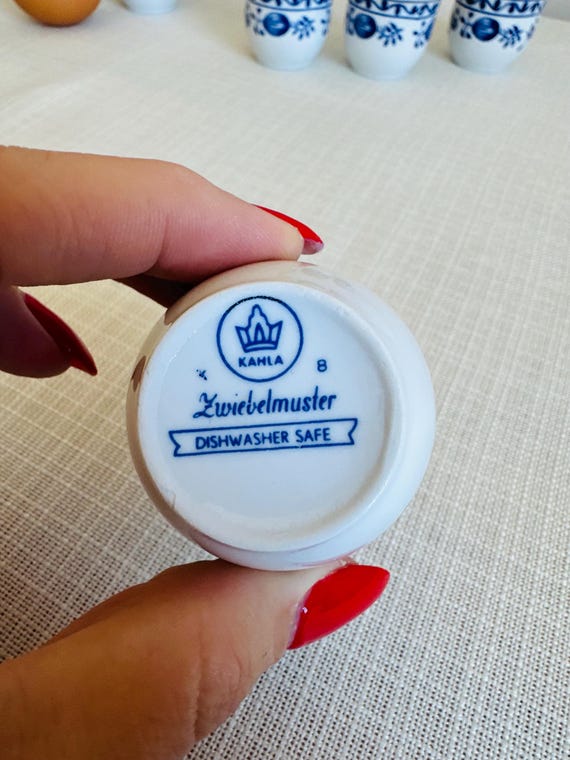 KAHLA
8
Zwiebelmuster
DISHWASHER SAFE